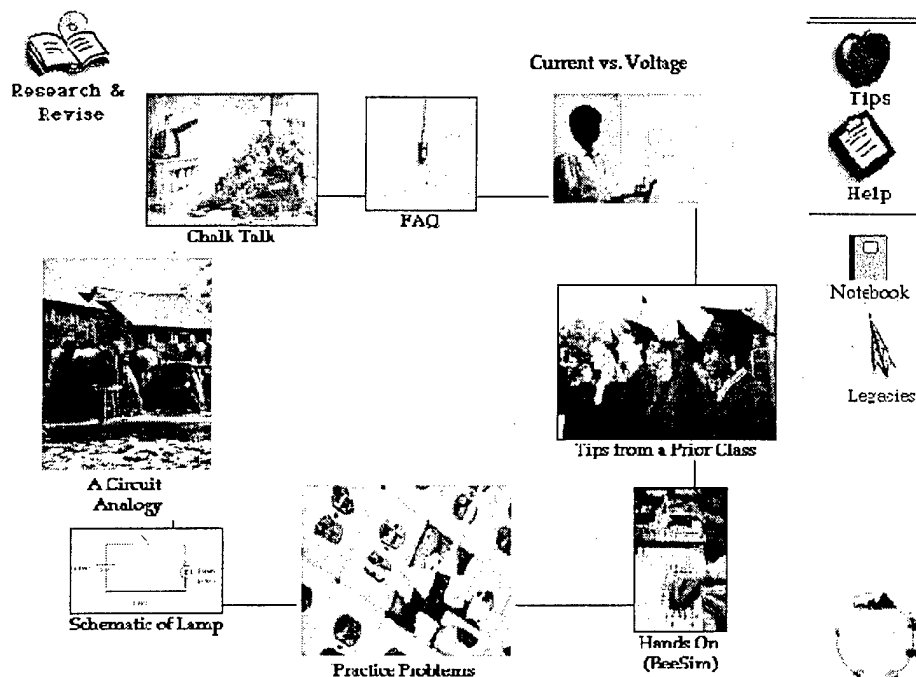 Research &
Revise
Current vs. Voltage
Chalk Talk
FAQ
Tips
Help
Notebook
Legacies
Tips from a Prior Class
A Circuit
Analogy
Schematic of Lamp
Practice Problems
Hands On
(BeeSim)